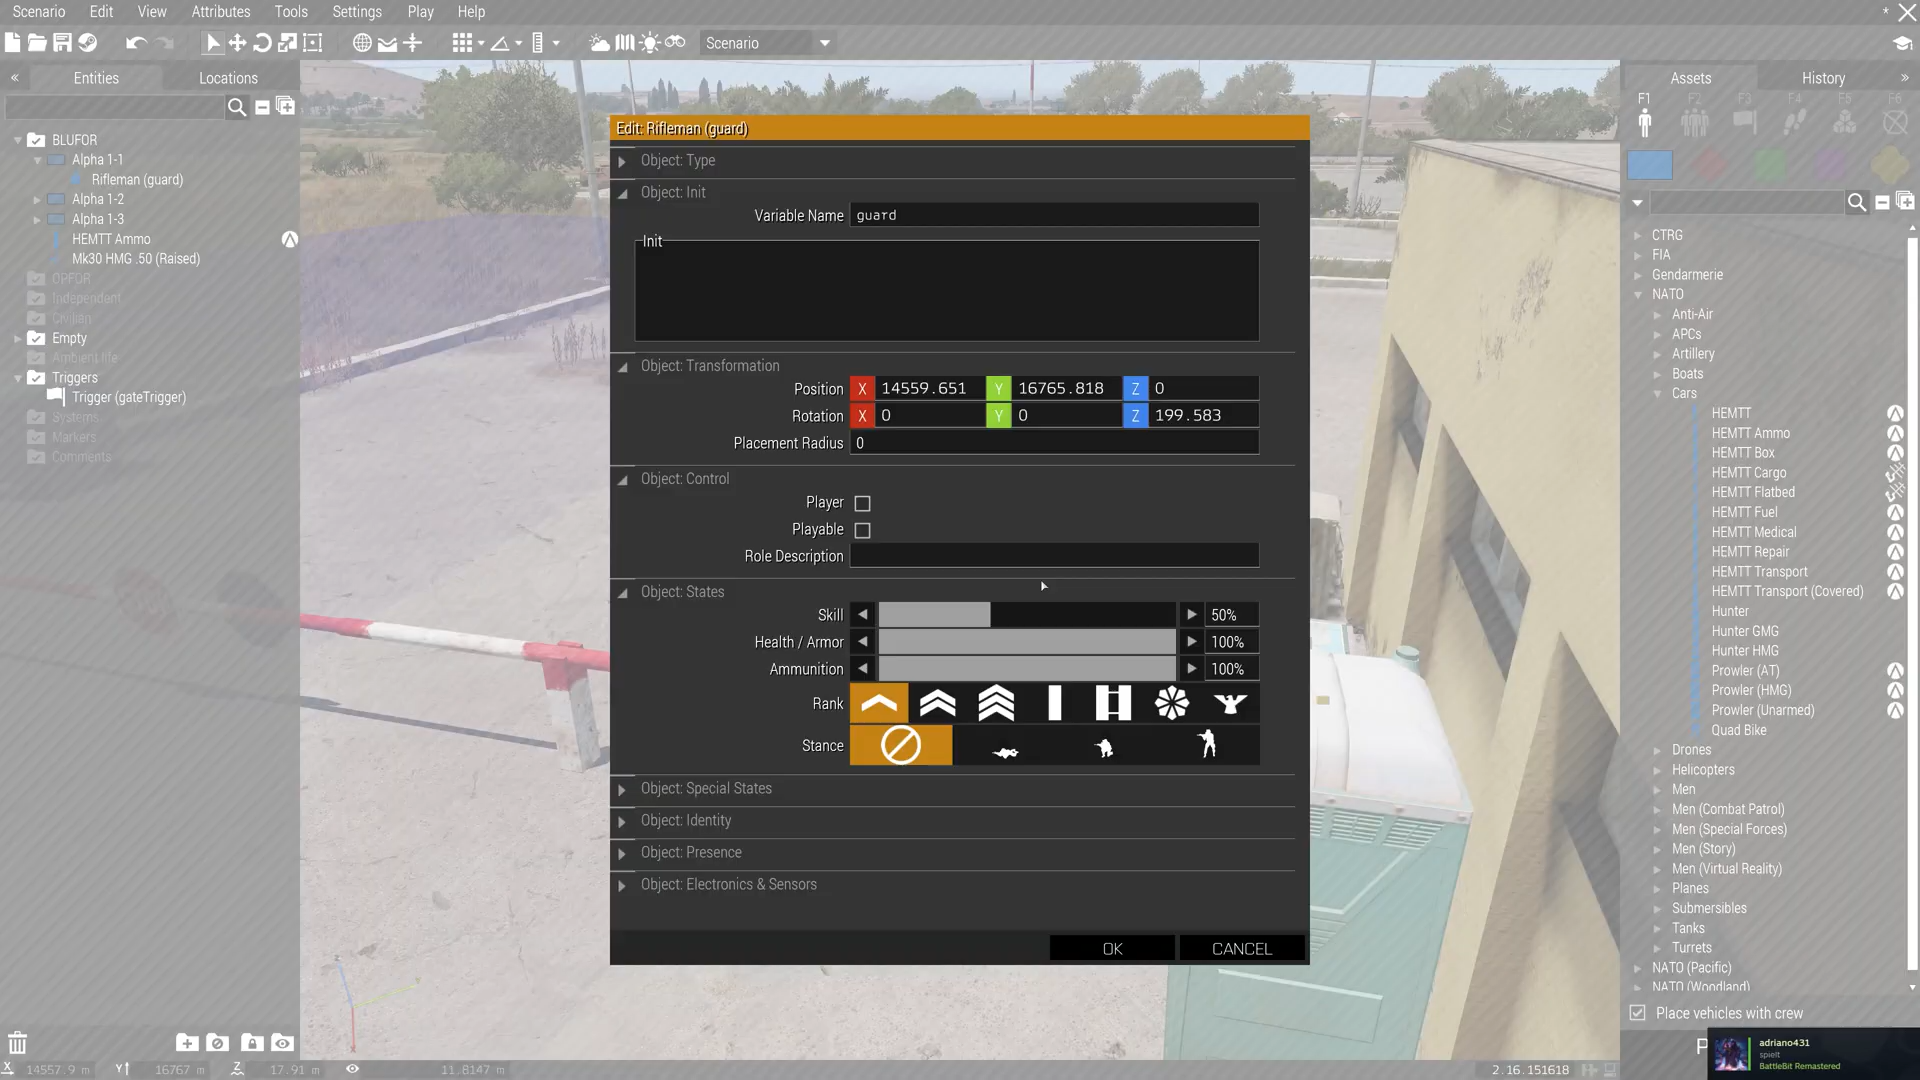 Scenario Edit View Attributes Tools Settings Play Help
Scenario
Entities Locations
BLUFOR
Alpha 1-1
Rifleman (guard)
Alpha 1-2
Alpha 1-3
HEMTT Ammo
Mk30 HMG .50 (Raised)
OPFOR
Independent
Civilian
Empty
Ambient life
Triggers
Trigger (gateTrigger)
Systems
Markers
Comments
X 14557.9 m Y 16767 m Z 17.91 m 11.8147 m
Edit: Rifleman (guard)
Object: Type
Object: Init
Variable Name guard
Init
Object: Transformation
Position X 14559.651 Y 16765.818 Z 0
Rotation X 0 Y 0 Z 199.583
Placement Radius 0
Object: Control
Player
Playable
Role Description
Object: States
Skill 50%
Health / Armor 100%
Ammunition 100%
Rank
Stance
Object: Special States
Object: Identity
Object: Presence
Object: Electronics & Sensors
OK CANCEL
Assets History
F1 F2 F3 F4 F5 F6
CTRG
FIA
Gendarmerie
NATO
Anti-Air
APCs
Artillery
Boats
Cars
HEMTT
HEMTT Ammo
HEMTT Box
HEMTT Cargo
HEMTT Flatbed
HEMTT Fuel
HEMTT Medical
HEMTT Repair
HEMTT Transport
HEMTT Transport (Covered)
Hunter
Hunter GMG
Hunter HMG
Prowler (AT)
Prowler (HMG)
Prowler (Unarmed)
Quad Bike
Drones
Helicopters
Men
Men (Combat Patrol)
Men (Special Forces)
Men (Story)
Men (Virtual Reality)
Planes
Submersibles
Tanks
Turrets
NATO (Pacific)
NATO (Woodland)
Place vehicles with crew
P
adriano431
spielt
BattleBit Remastered
2.16.151618